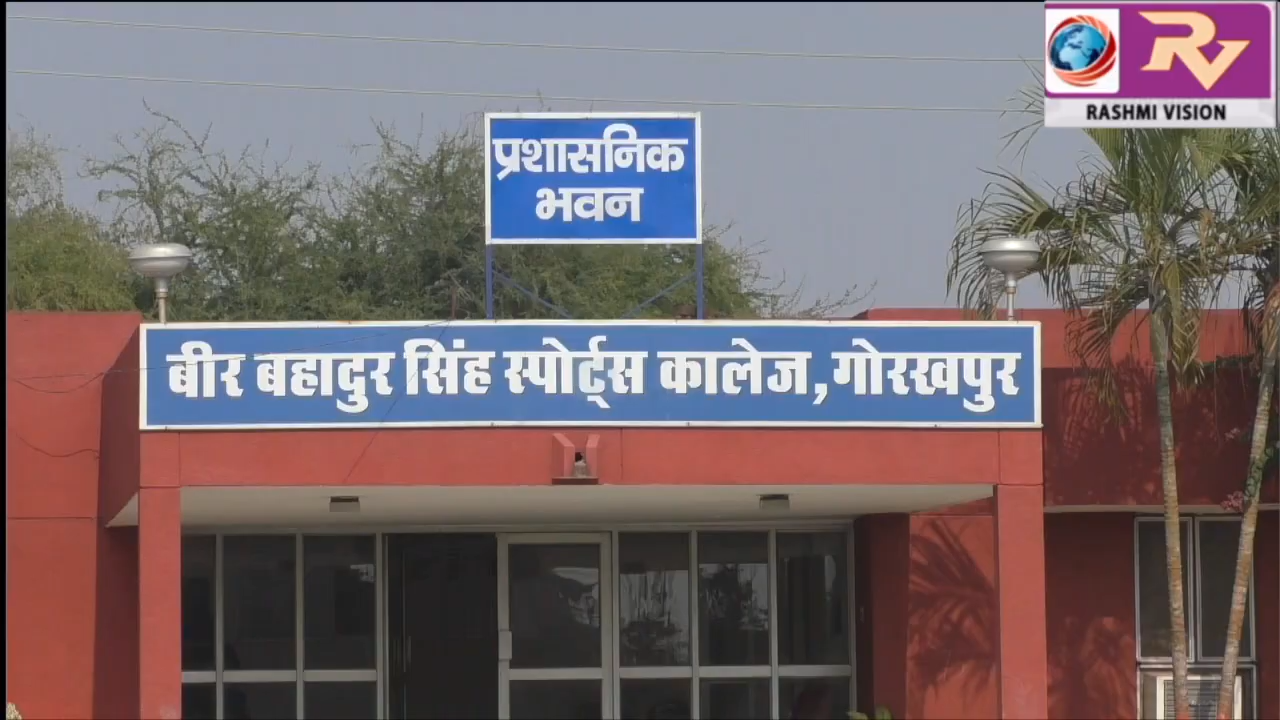 RV
RASHMI VISION
प्रशासनिक
भवन
बीर बहादुर सिंह स्पोर्ट्स कालेज, गोरखपुर